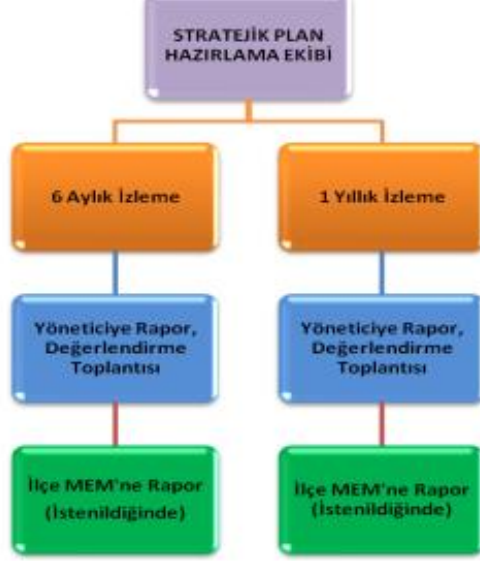 STRATEJİK PLAN
HAZIRLAMA EKİBİ
6 Aylık İzleme
1 Yıllık İzleme
Yöneticiye Rapor,
Değerlendirme
Toplantısı
Yöneticiye Rapor,
Değerlendirme
Toplantısı
İlçe MEM'ne Rapor
(İstenildiğinde)
İlçe MEM'ne Rapor
(İstenildiğinde)